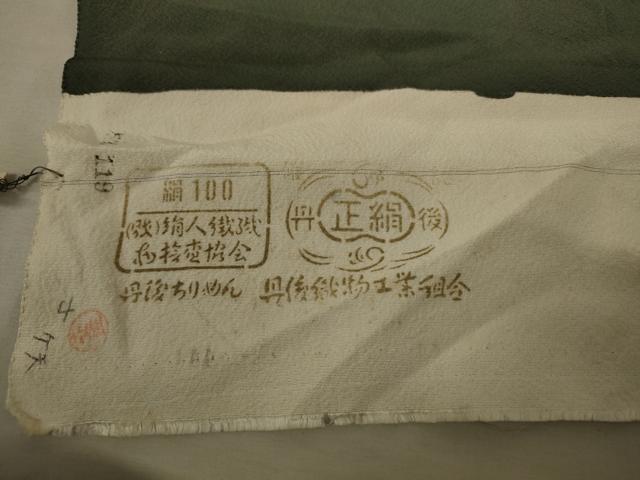 119
絹100
(財)絹人繊織
物検査協会
丹 正絹 後
丹後ちりめん 丹後織物工業組合